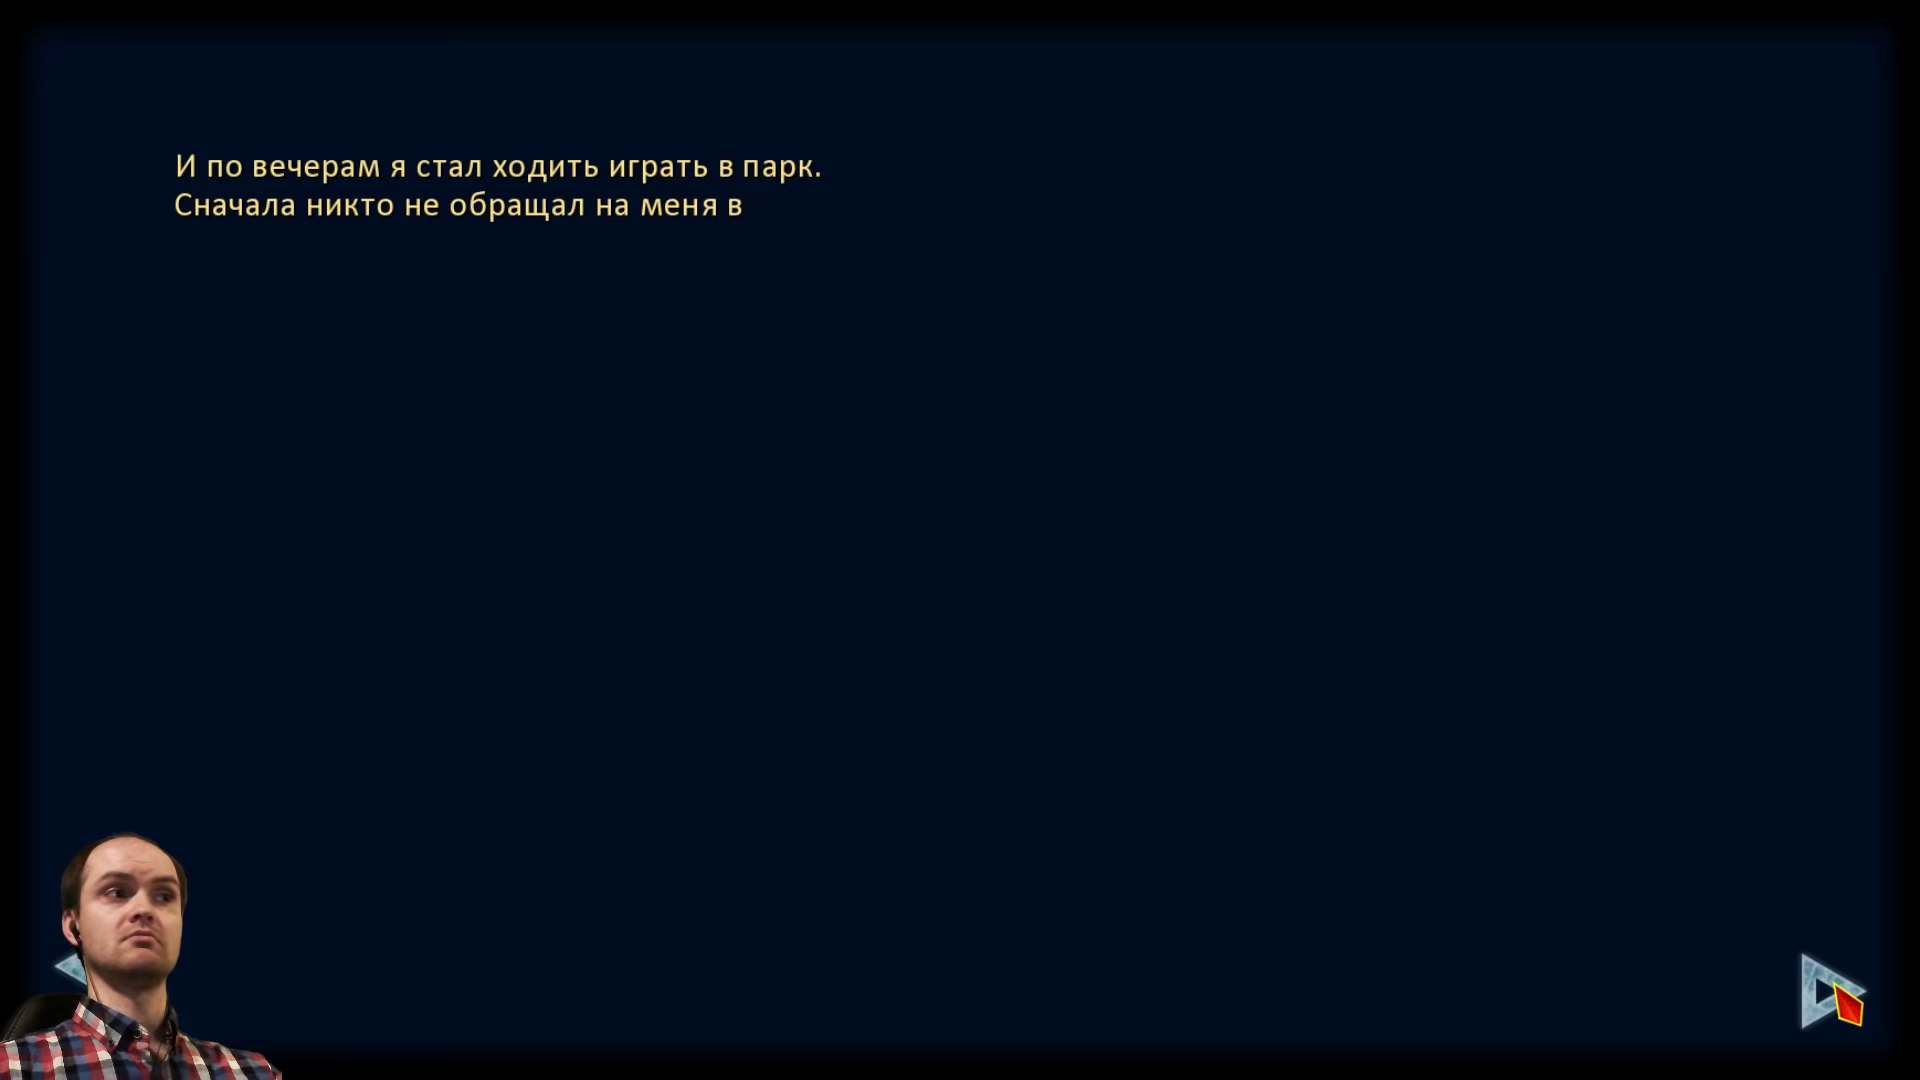 И по вечерам я стал ходить играть в парк.
Сначала никто не обращал на меня в